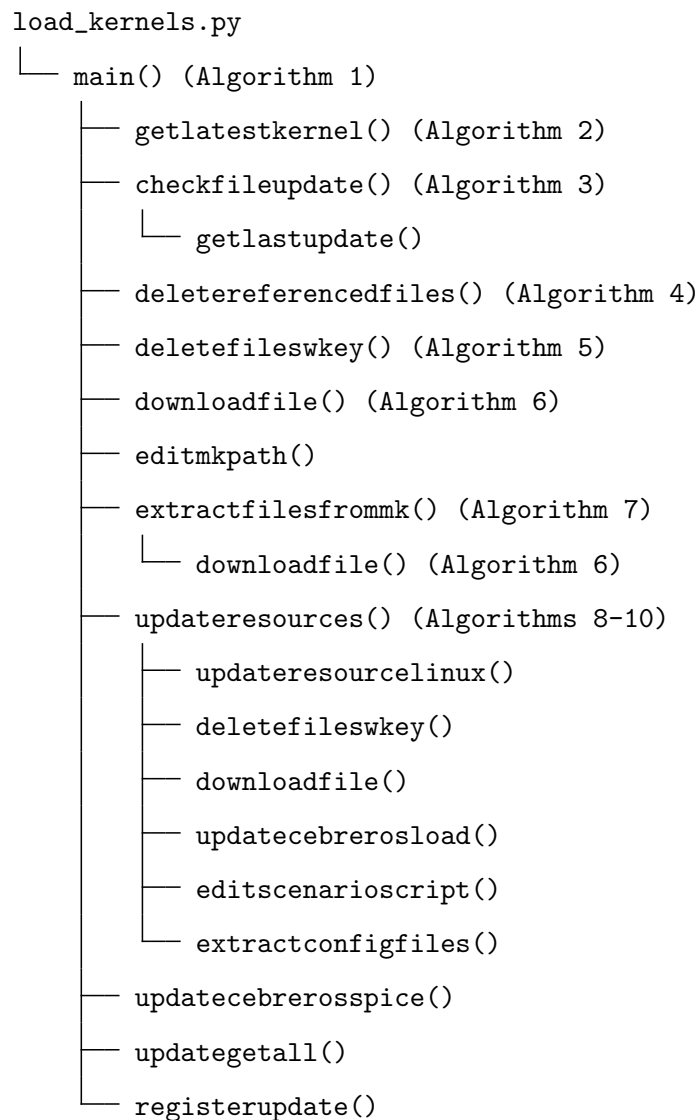 load_kernels.py
main() (Algorithm 1)
getlatestkernel() (Algorithm 2)
checkfileupdate() (Algorithm 3)
getlastupdate()
deletereferencedfiles() (Algorithm 4)
deletefileswkey() (Algorithm 5)
downloadfile() (Algorithm 6)
editmkpath()
extractfilesfrommk() (Algorithm 7)
downloadfile() (Algorithm 6)
updateresources() (Algorithms 8-10)
updateresourcelinux()
deletefileswkey()
downloadfile()
updatecebrerosload()
editscenarioscript()
extractconfigfiles()
updatecebrerosspice()
updategetall()
registerupdate()